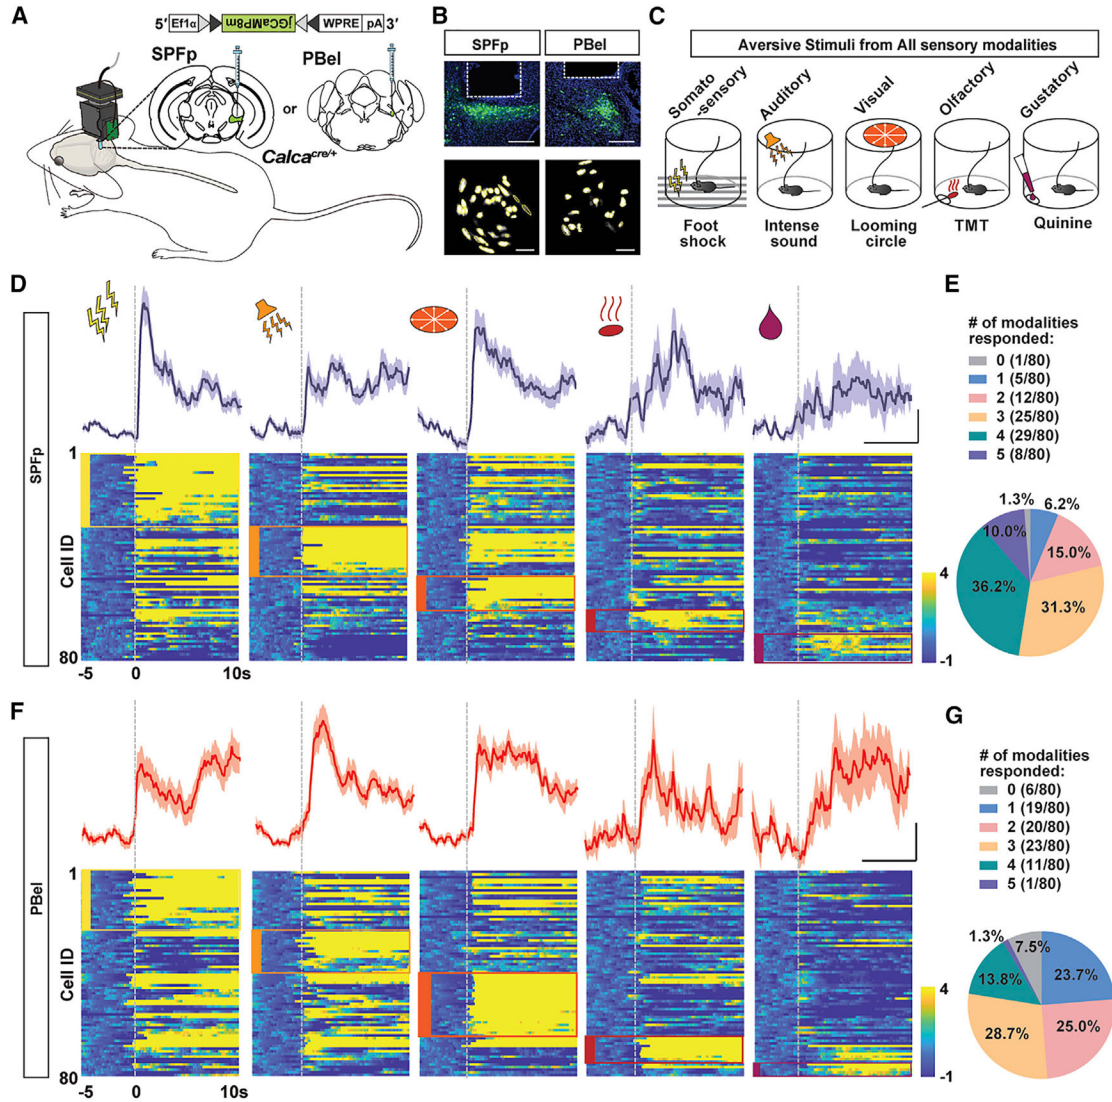 A
5′ Ef1α jGCaMP8m WPRE pA 3′
SPFp
PBel
or
Calca cre/+
B
SPFp PBel
C
Aversive Stimuli from All sensory modalities
Somato
-sensory
Auditory
Visual
Olfactory
Gustatory
Foot
shock
Intense
sound
Looming
circle
TMT
Quinine
D
SPFp
1
Cell ID
80
-5 0 10s
4
-1
E
# of modalities
responded:
0 (1/80)
1 (5/80)
2 (12/80)
3 (25/80)
4 (29/80)
5 (8/80)
1.3%
6.2%
10.0%
15.0%
36.2%
31.3%
F
PBel
1
Cell ID
80
-5 0 10s
4
-1
G
# of modalities
responded:
0 (6/80)
1 (19/80)
2 (20/80)
3 (23/80)
4 (11/80)
5 (1/80)
1.3%
7.5%
13.8%
23.7%
28.7%
25.0%